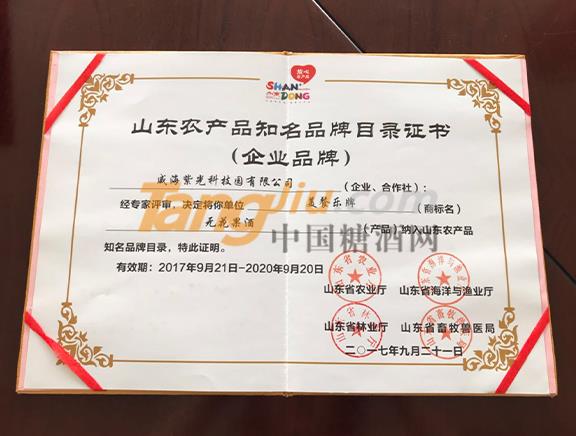 放心
SHAN
DONG
山东农产品知名品牌目录证书
（企业品牌）
威海紫光科技园有限公司（企业、合作社）：
经专家评审，决定将你单位美登乐牌（商标名）
无花果酒（产品）纳入山东农产品
知名品牌目录，特此证明。
有效期：2017年9月21日-2020年9月20日
山东省农业厅 山东省海洋与渔业厅
山东省林业厅 山东省畜牧兽医局
二〇一七年九月二十一日
Tangjiu.com
中国糖酒网